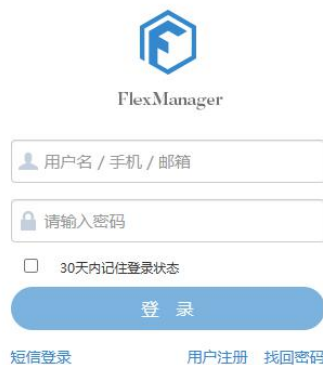 FlexManager
用户名 / 手机 / 邮箱
请输入密码
30天内记住登录状态
登 录
短信登录 用户注册 找回密码